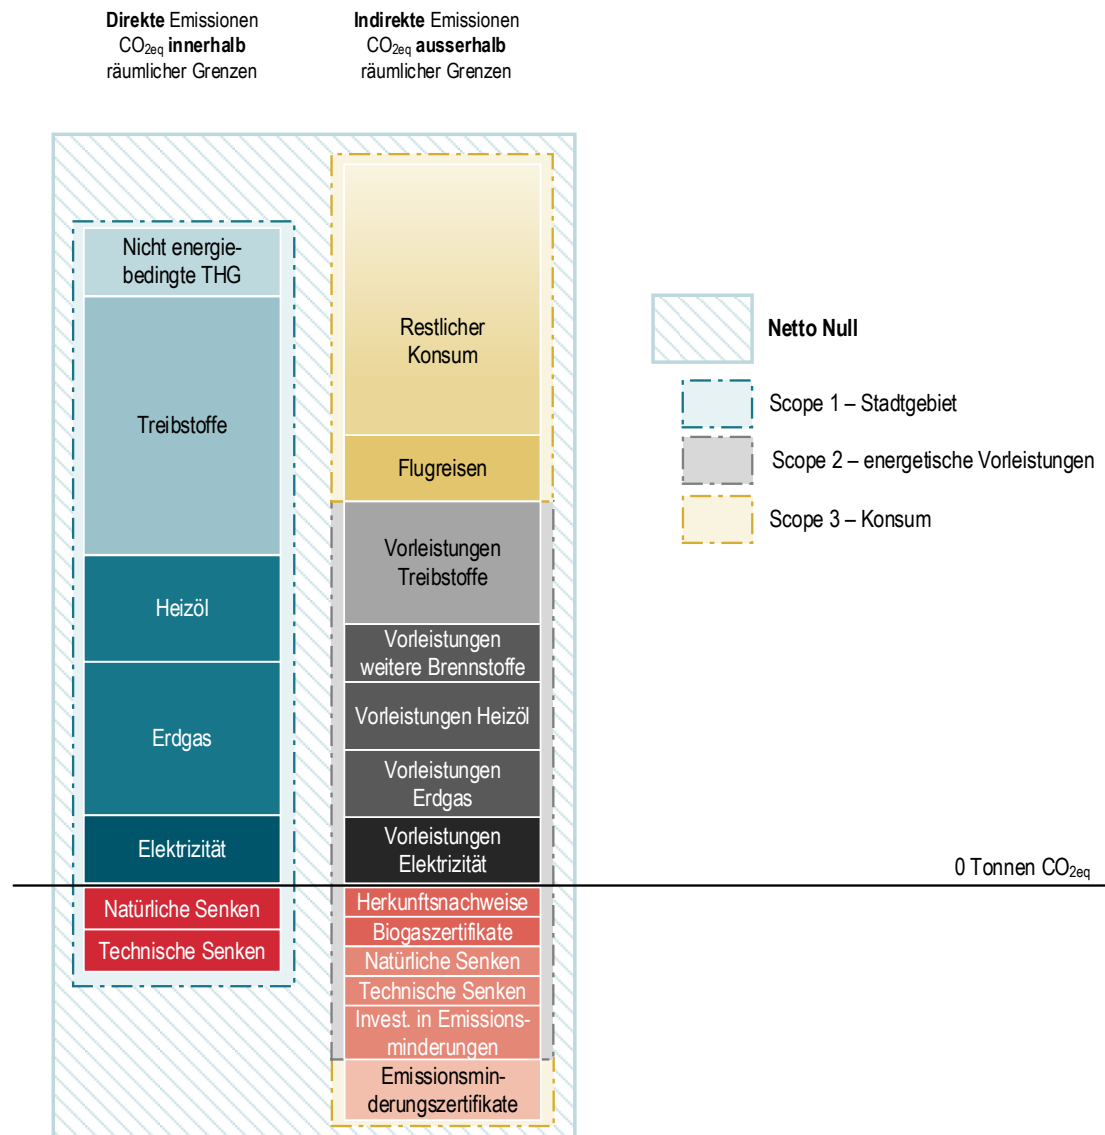 Direkte Emissionen
CO2eq innerhalb
räumlicher Grenzen
Indirekte Emissionen
CO2eq ausserhalb
räumlicher Grenzen
Nicht energie-
bedingte THG
Treibstoffe
Heizöl
Erdgas
Elektrizität
Natürliche Senken
Technische Senken
Restlicher
Konsum
Flugreisen
Vorleistungen
Treibstoffe
Vorleistungen
weitere Brennstoffe
Vorleistungen Heizöl
Vorleistungen
Erdgas
Vorleistungen
Elektrizität
Herkunftsnachweise
Biogaszertifikate
Natürliche Senken
Technische Senken
Invest. in Emissions-
minderungen
Emissionsmin-
derungszertifikate
Netto Null
Scope 1 – Stadtgebiet
Scope 2 – energetische Vorleistungen
Scope 3 – Konsum
0 Tonnen CO2eq